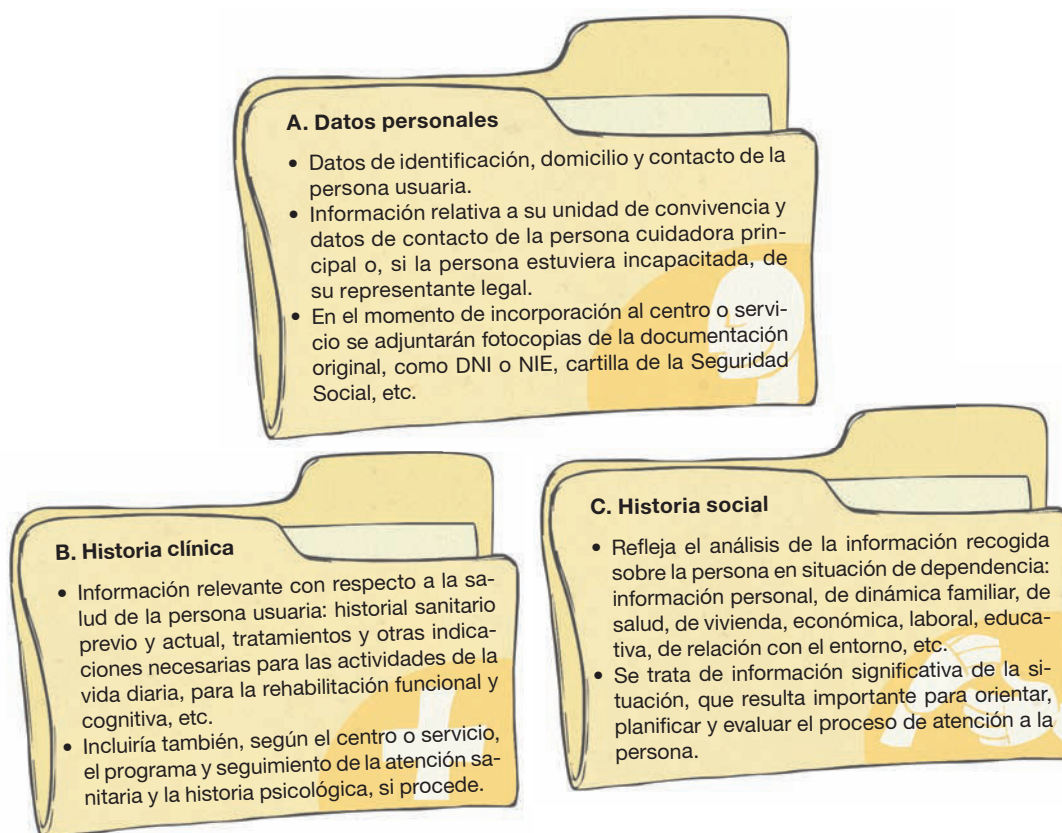 A. Datos personales
• Datos de identificación, domicilio y contacto de la
persona usuaria.
• Información relativa a su unidad de convivencia y
datos de contacto de la persona cuidadora prin-
cipal o, si la persona estuviera incapacitada, de
su representante legal.
• En el momento de incorporación al centro o servi-
cio se adjuntarán fotocopias de la documentación
original, como DNI o NIE, cartilla de la Seguridad
Social, etc.
B. Historia clínica
• Información relevante con respecto a la sa-
lud de la persona usuaria: historial sanitario
previo y actual, tratamientos y otras indica-
ciones necesarias para las actividades de la
vida diaria, para la rehabilitación funcional y
cognitiva, etc.
• Incluiría también, según el centro o servicio,
el programa y seguimiento de la atención sa-
nitaria y la historia psicológica, si procede.
C. Historia social
• Refleja el análisis de la información recogida
sobre la persona en situación de dependencia:
información personal, de dinámica familiar, de
salud, de vivienda, económica, laboral, educa-
tiva, de relación con el entorno, etc.
• Se trata de información significativa de la si-
tuación, que resulta importante para orientar,
planificar y evaluar el proceso de atención a la
persona.